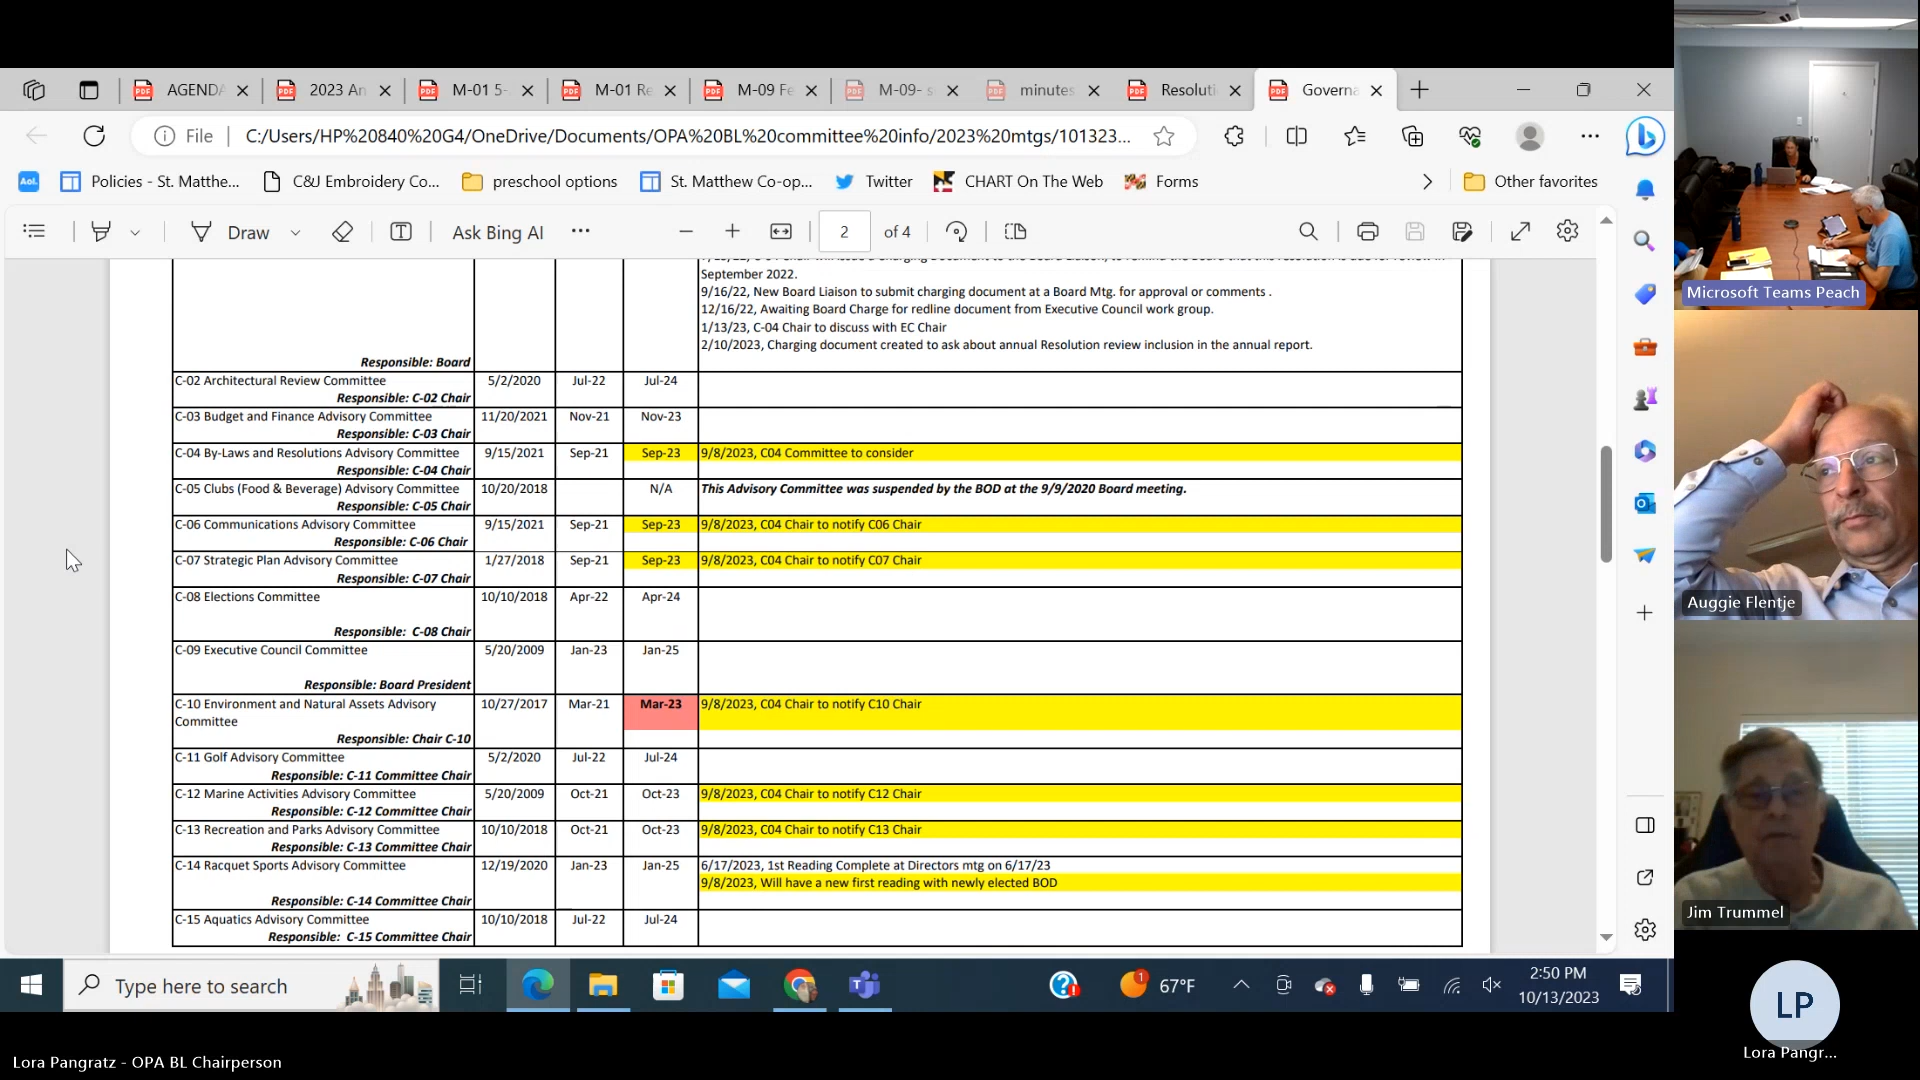 AGENDA
2023 An
M-01 5-
M-01 Re
M-09 Fe
M-09- s
minutes
Resoluti
Governa
File
C:/Users/HP%20840%20G4/OneDrive/Documents/OPA%20BL%20committee%20info/2023%20mtgs/101323...
Aol.
Policies - St. Matthe...
C&J Embroidery Co...
preschool options
St. Matthew Co-op...
Twitter
CHART On The Web
Forms
Other favorites
Draw
Ask Bing AI
2
of 4
September 2022.
9/16/22, New Board Liaison to submit charging document at a Board Mtg. for approval or comments .
12/16/22, Awaiting Board Charge for redline document from Executive Council work group.
1/13/23, C-04 Chair to discuss with EC Chair
2/10/2023, Charging document created to ask about annual Resolution review inclusion in the annual report.
Responsible: Board
C-02 Architectural Review Committee 5/2/2020 Jul-22 Jul-24
Responsible: C-02 Chair
C-03 Budget and Finance Advisory Committee 11/20/2021 Nov-21 Nov-23
Responsible: C-03 Chair
C-04 By-Laws and Resolutions Advisory Committee 9/15/2021 Sep-21 Sep-23 9/8/2023, C04 Committee to consider
Responsible: C-04 Chair
C-05 Clubs (Food & Beverage) Advisory Committee 10/20/2018 N/A This Advisory Committee was suspended by the BOD at the 9/9/2020 Board meeting.
Responsible: C-05 Chair
C-06 Communications Advisory Committee 9/15/2021 Sep-21 Sep-23 9/8/2023, C04 Chair to notify C06 Chair
Responsible: C-06 Chair
C-07 Strategic Plan Advisory Committee 1/27/2018 Sep-21 Sep-23 9/8/2023, C04 Chair to notify C07 Chair
Responsible: C-07 Chair
C-08 Elections Committee 10/10/2018 Apr-22 Apr-24
Responsible: C-08 Chair
C-09 Executive Council Committee 5/20/2009 Jan-23 Jan-25
Responsible: Board President
C-10 Environment and Natural Assets Advisory 10/27/2017 Mar-21 Mar-23 9/8/2023, C04 Chair to notify C10 Chair
Committee
Responsible: Chair C-10
C-11 Golf Advisory Committee 5/2/2020 Jul-22 Jul-24
Responsible: C-11 Committee Chair
C-12 Marine Activities Advisory Committee 5/20/2009 Oct-21 Oct-23 9/8/2023, C04 Chair to notify C12 Chair
Responsible: C-12 Committee Chair
C-13 Recreation and Parks Advisory Committee 10/10/2018 Oct-21 Oct-23 9/8/2023, C04 Chair to notify C13 Chair
Responsible: C-13 Committee Chair
C-14 Racquet Sports Advisory Committee 12/19/2020 Jan-23 Jan-25 6/17/2023, 1st Reading Complete at Directors mtg on 6/17/23
9/8/2023, Will have a new first reading with newly elected BOD
Responsible: C-14 Committee Chair
C-15 Aquatics Advisory Committee 10/10/2018 Jul-22 Jul-24
Responsible: C-15 Committee Chair
Type here to search
1
67°F
2:50 PM
10/13/2023
Microsoft Teams Peach
Auggie Flentje
Jim Trummel
LP
Lora Pangr...
Lora Pangratz - OPA BL Chairperson